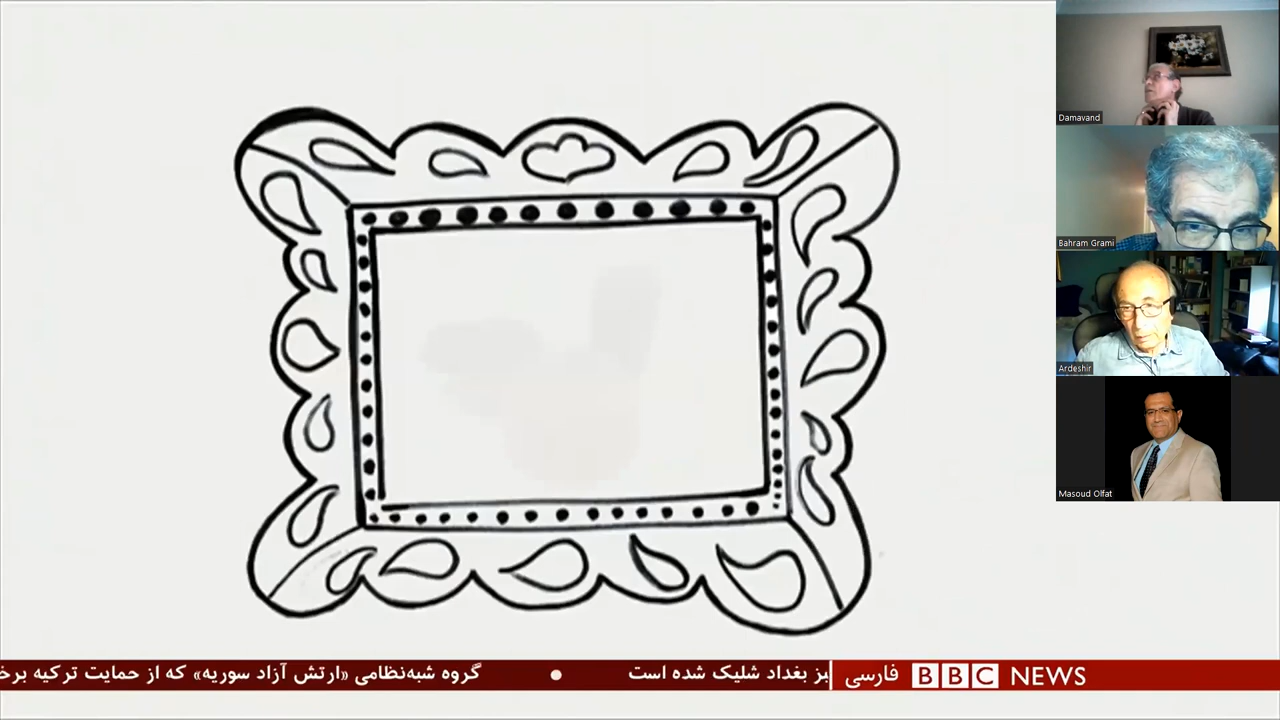 Damavand
Bahram Grami
Ardeshir
Masoud Olfat
گروه شبه‌نظامی «ارتش آزاد سوریه» که از حمایت ترکیه
بغداد شلیک شده است
فارسی BBC NEWS